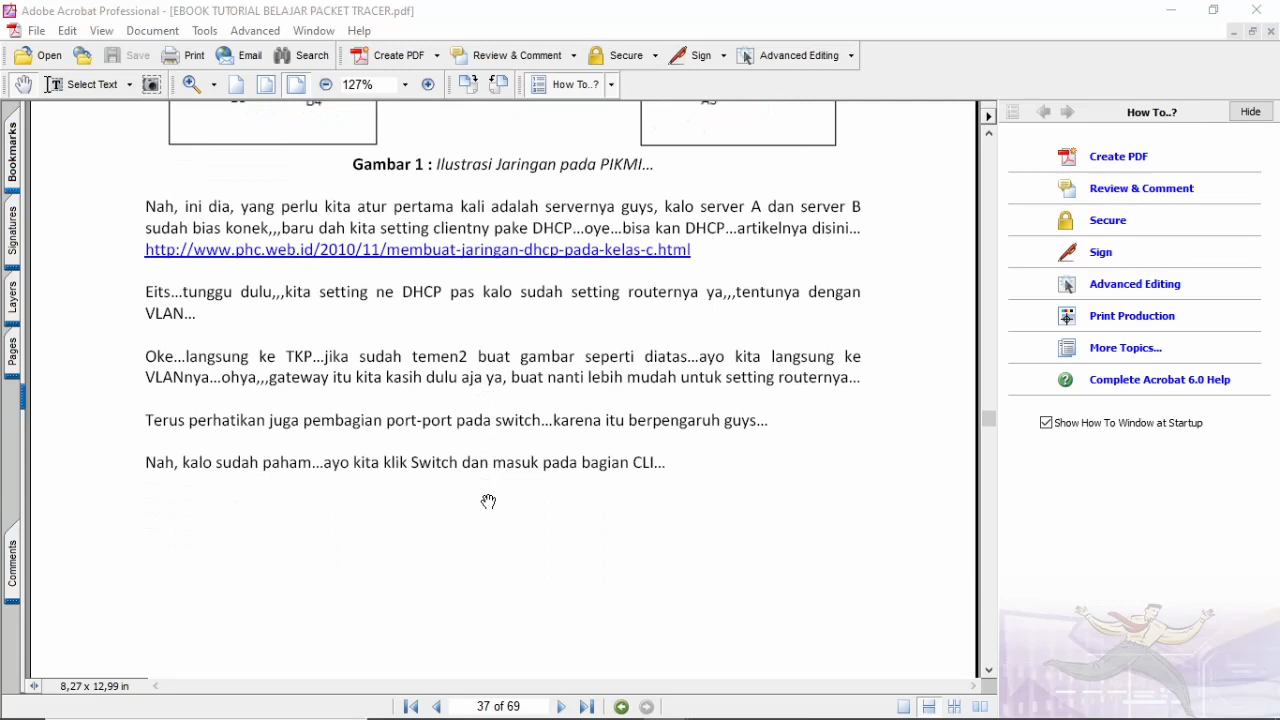 Adobe Acrobat Professional - [EBOOK TUTORIAL BELAJAR PACKET TRACER.pdf]
File Edit View Document Tools Advanced Window Help
Open Save Print Email Search Create PDF Review & Comment Secure Sign Advanced Editing
Select Text 127% How To..?
How To..? Hide
Bookmarks
Signatures
Layers
Pages
Comments
B4
A3
Gambar 1 : Ilustrasi Jaringan pada PIKMI...
Nah, ini dia, yang perlu kita atur pertama kali adalah servernya guys, kalo server A dan server B
sudah bias konek,,,baru dah kita setting clientny pake DHCP...oye...bisa kan DHCP...artikelnya disini...
http://www.phc.web.id/2010/11/membuat-jaringan-dhcp-pada-kelas-c.html
Eits...tunggu dulu,,,kita setting ne DHCP pas kalo sudah setting routernya ya,,,tentunya dengan
VLAN...
Oke...langsung ke TKP...jika sudah temen2 buat gambar seperti diatas...ayo kita langsung ke
VLANnya...ohya,,,gateway itu kita kasih dulu aja ya, buat nanti lebih mudah untuk setting routernya...
Terus perhatikan juga pembagian port-port pada switch...karena itu berpengaruh guys...
Nah, kalo sudah paham...ayo kita klik Switch dan masuk pada bagian CLI...
Create PDF
Review & Comment
Secure
Sign
Advanced Editing
Print Production
More Topics...
Complete Acrobat 6.0 Help
Show How To Window at Startup
8,27 x 12,99 in
37 of 69